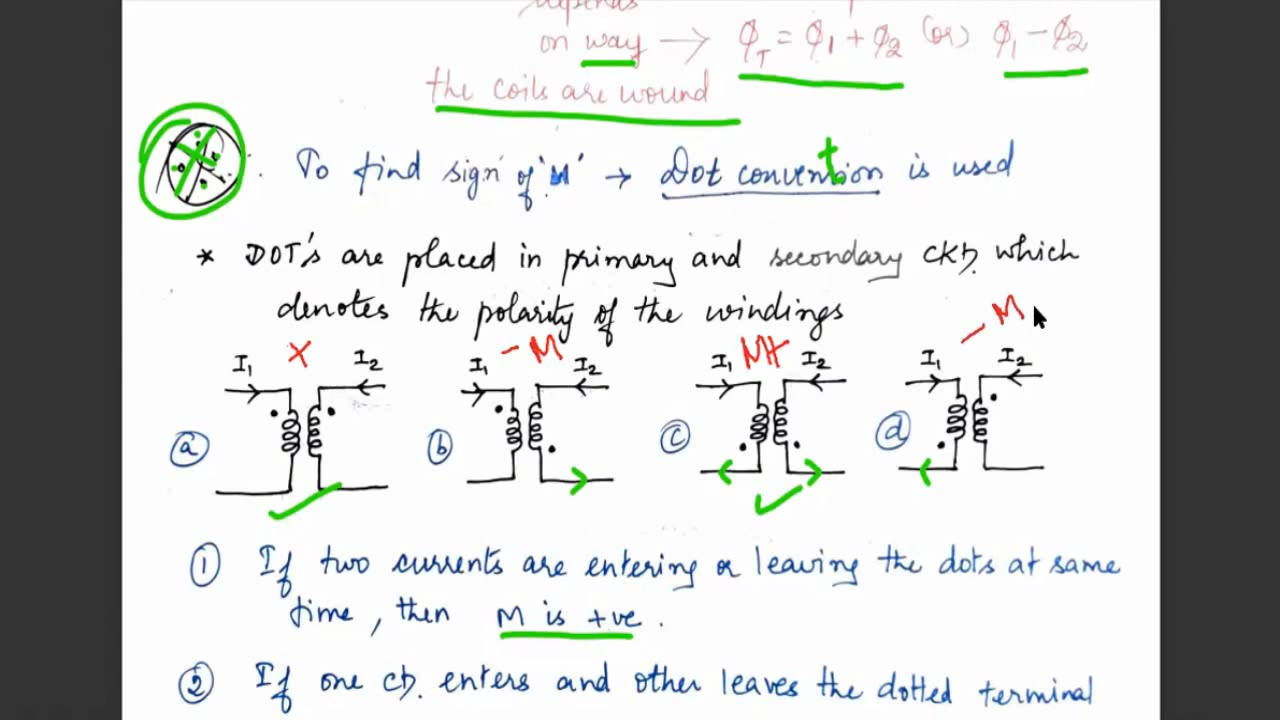 depends
on way → φ_T = φ₁ + φ₂ (or) φ₁ − φ₂
the coils are wound
To find sign of 'M' → Dot convention is used
* DOT's are placed in primary and secondary ckt. which
denotes the polarity of the windings
I₁ I₂
I₁ − M I₂
I₁ I₂
− M
I₁ I₂
ⓐ
ⓑ
ⓒ
ⓓ
① If two currents are entering or leaving the dots at same
time, then M is +ve.
② If one ct. enters and other leaves the dotted terminal